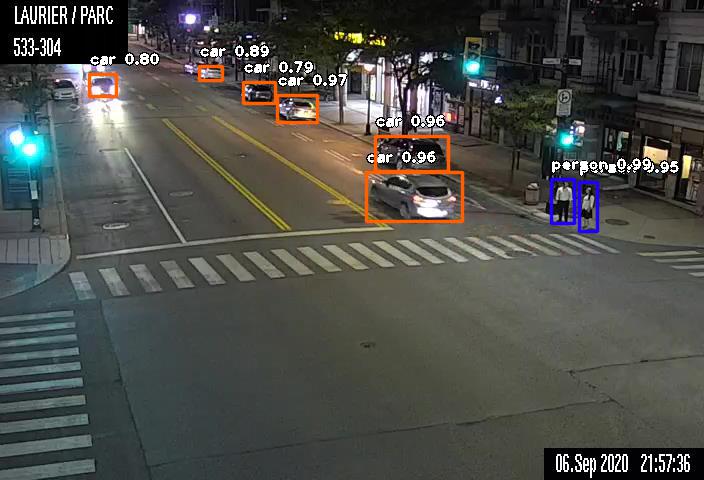 LAURIER / PARC
533-304
car 0.80
car 0.89
car 0.79
car 0.97
car 0.96
car 0.96
person 0.99
0.95
P
06.Sep 2020 21:57:36